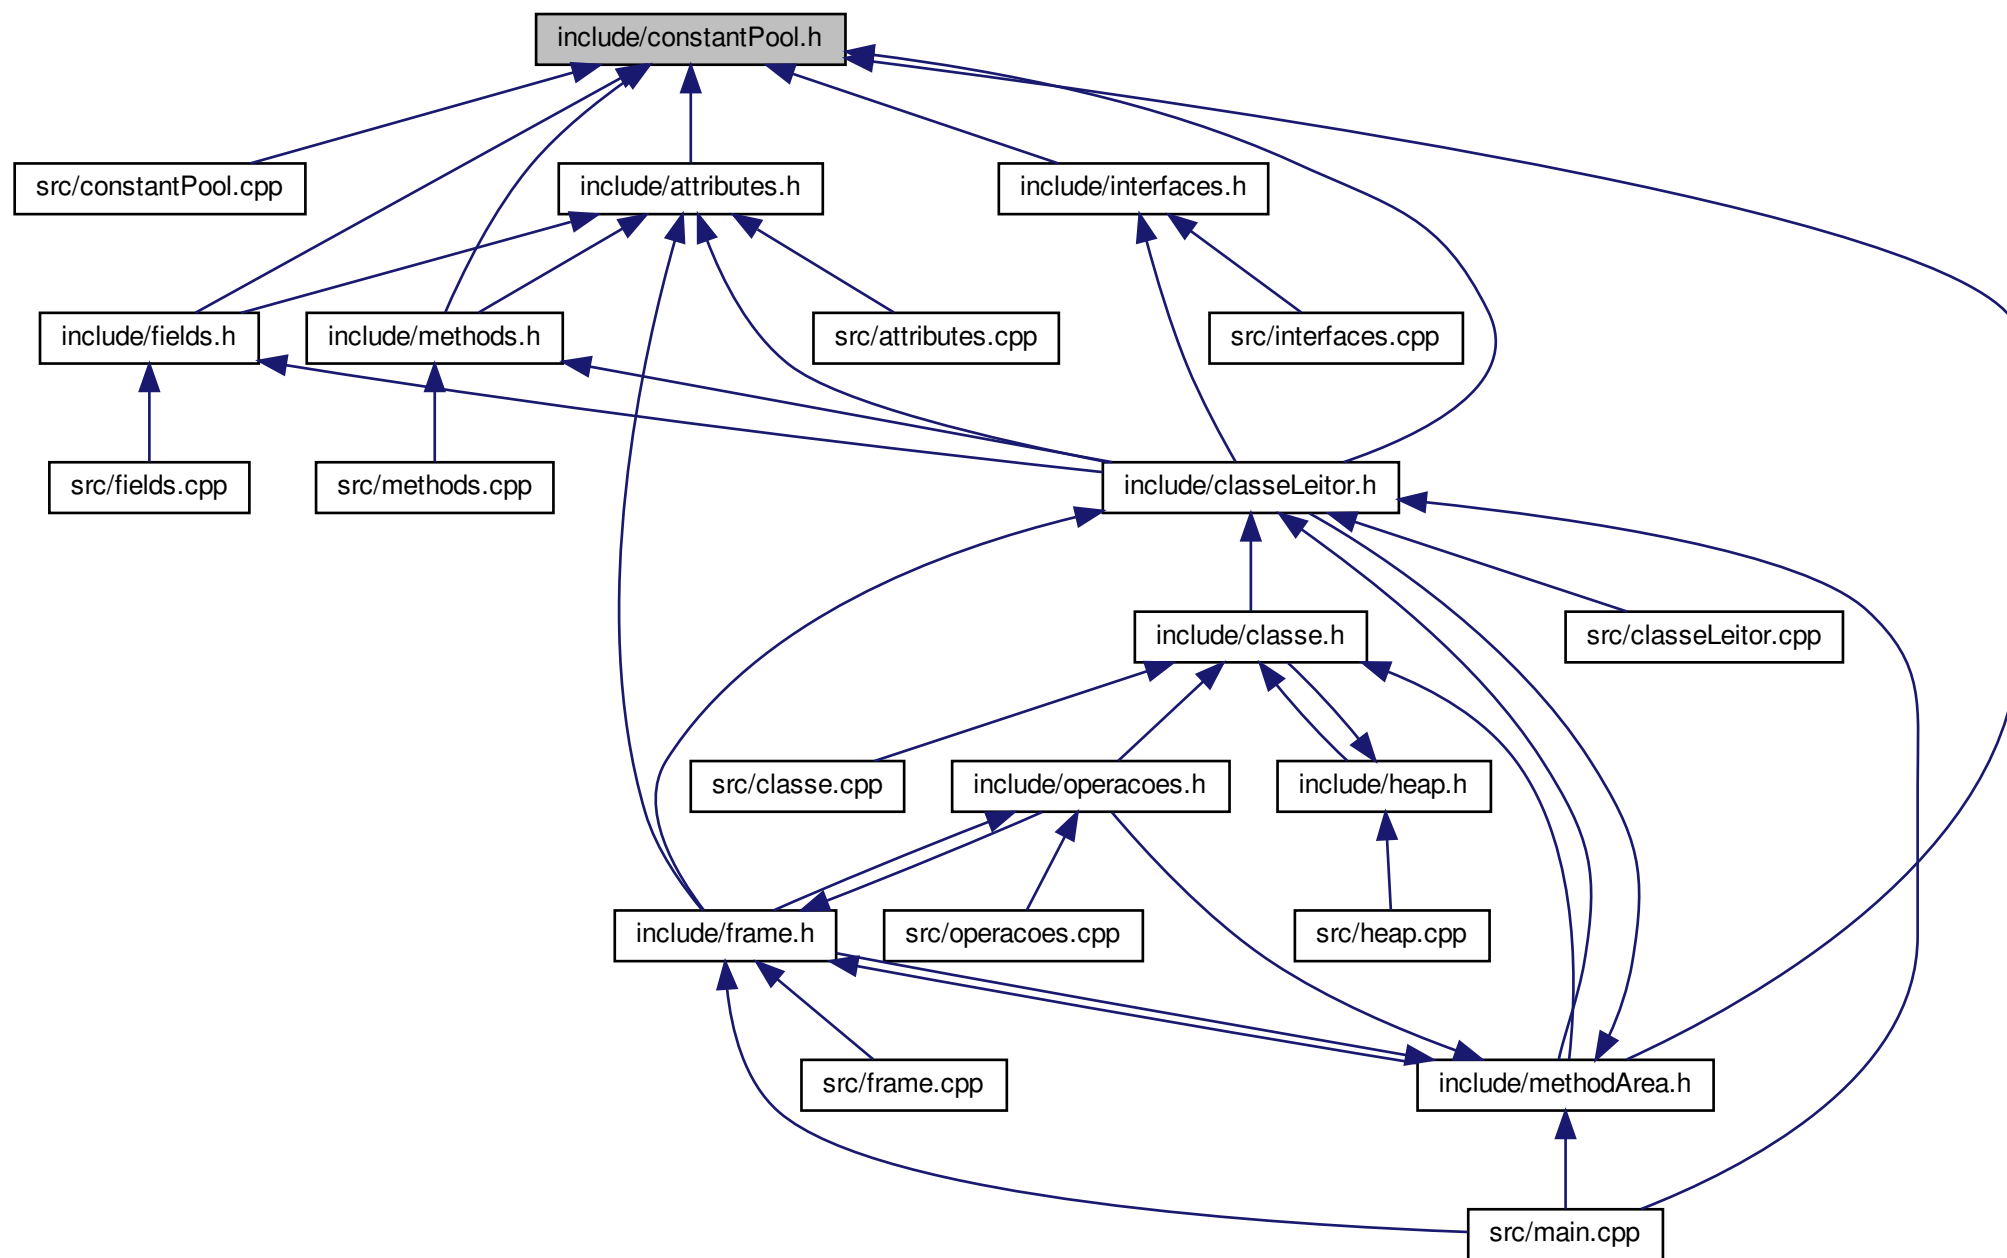 include/constantPool.h
src/constantPool.cpp
include/attributes.h
include/interfaces.h
include/fields.h
include/methods.h
src/attributes.cpp
src/interfaces.cpp
src/fields.cpp
src/methods.cpp
include/classeLeitor.h
include/classe.h
src/classeLeitor.cpp
src/classe.cpp
include/operacoes.h
include/heap.h
include/frame.h
src/operacoes.cpp
src/heap.cpp
src/frame.cpp
include/methodArea.h
src/main.cpp